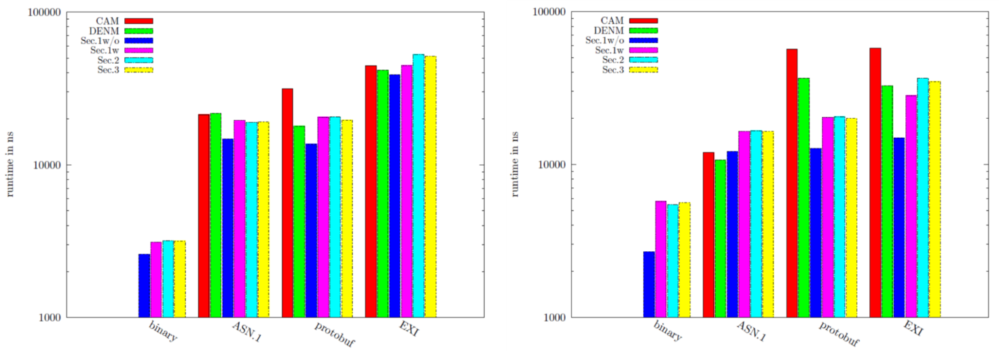 100000
10000
1000
runtime in ns
CAM
DENM
Sec.1w/o
Sec.1w
Sec.2
Sec.3
binary
ASN.1
protobuf
EXI
100000
10000
1000
runtime in ns
CAM
DENM
Sec.1w/o
Sec.1w
Sec.2
Sec.3
binary
ASN.1
protobuf
EXI